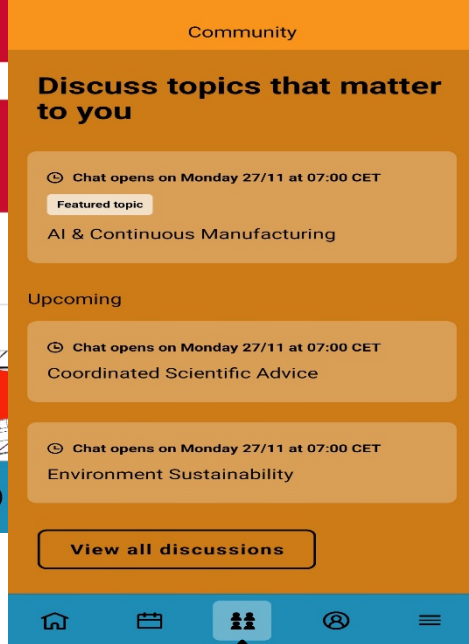 Community
Discuss topics that matter
to you
Chat opens on Monday 27/11 at 07:00 CET
Featured topic
AI & Continuous Manufacturing
Upcoming
Chat opens on Monday 27/11 at 07:00 CET
Coordinated Scientific Advice
Chat opens on Monday 27/11 at 07:00 CET
Environment Sustainability
View all discussions